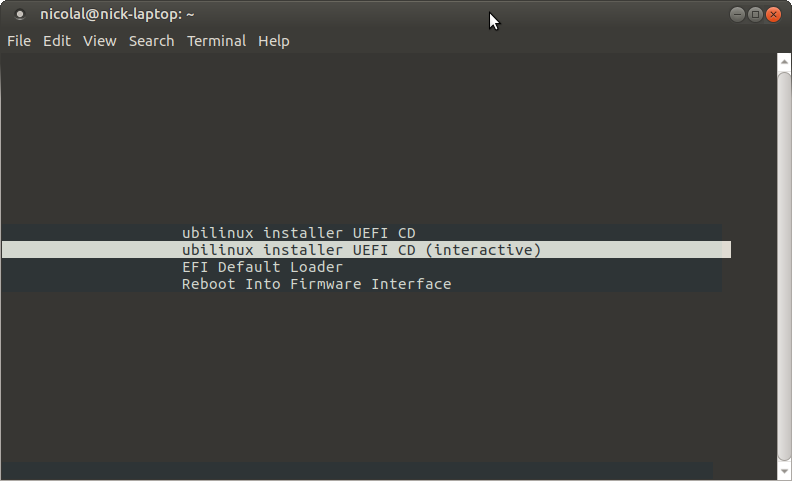 nicolal@nick-laptop: ~
File Edit View Search Terminal Help
ubilinux installer UEFI CD
ubilinux installer UEFI CD (interactive)
EFI Default Loader
Reboot Into Firmware Interface